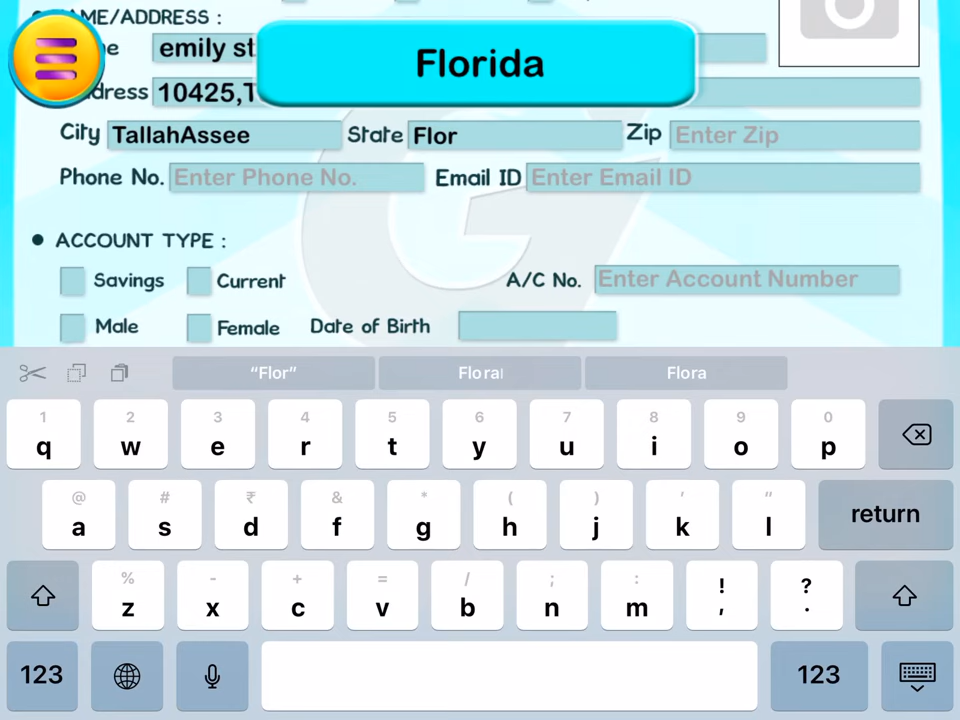 NAME/ADDRESS :
emily st
Florida
10425,T
City TallahAssee State Flor Zip Enter Zip
Phone No. Enter Phone No. Email ID Enter Email ID
ACCOUNT TYPE :
Savings Current A/C No. Enter Account Number
Male Female Date of Birth
G
“Flor” Floral Flora
1 2 3 4 5 6 7 8 9 0
q w e r t y u i o p
@ # ₹ & * ( ) ' "
a s d f g h j k l return
% - + = / ; : ! ?
z x c v b n m , .
123 123